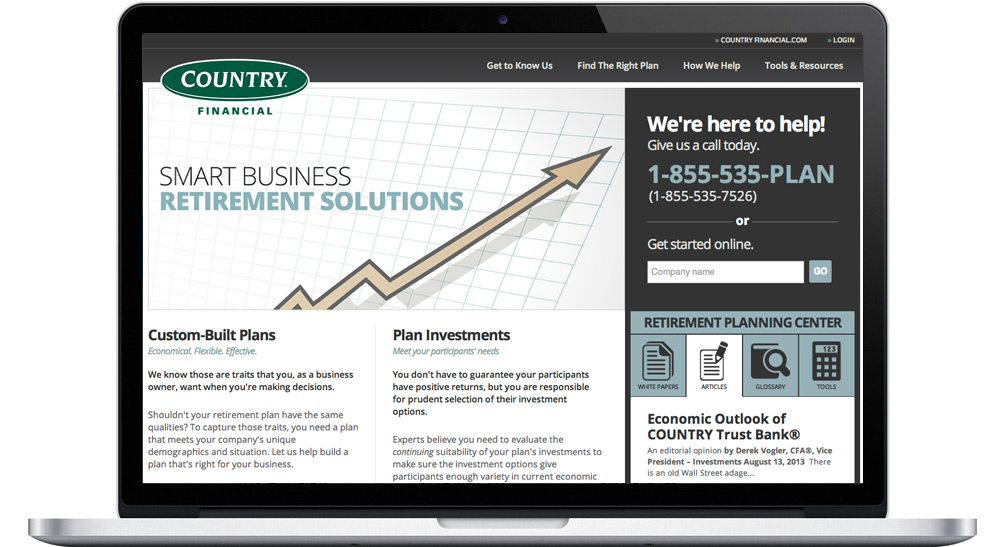 » COUNTRY FINANCIAL.COM » LOGIN
COUNTRY®
FINANCIAL
Get to Know Us Find The Right Plan How We Help Tools & Resources
SMART BUSINESS
RETIREMENT SOLUTIONS
We're here to help!
Give us a call today.
1-855-535-PLAN
(1-855-535-7526)
or
Get started online.
Company name GO
Custom-Built Plans
Economical. Flexible. Effective.
We know those are traits that you, as a business
owner, want when you're making decisions.
Shouldn't your retirement plan have the same
qualities? To capture those traits, you need a plan
that meets your company's unique
demographics and situation. Let us help build a
plan that's right for your business.
Plan Investments
Meet your participants' needs
You don't have to guarantee your participants
have positive returns, but you are responsible
for prudent selection of their investment
options.
Experts believe you need to evaluate the
continuing suitability of your plan's investments to
make sure the investment options give
participants enough variety in current economic
RETIREMENT PLANNING CENTER
WHITE PAPERS ARTICLES GLOSSARY 123 TOOLS
Economic Outlook of
COUNTRY Trust Bank®
An editorial opinion by Derek Vogler, CFA®, Vice
President – Investments August 13, 2013 There
is an old Wall Street adage...